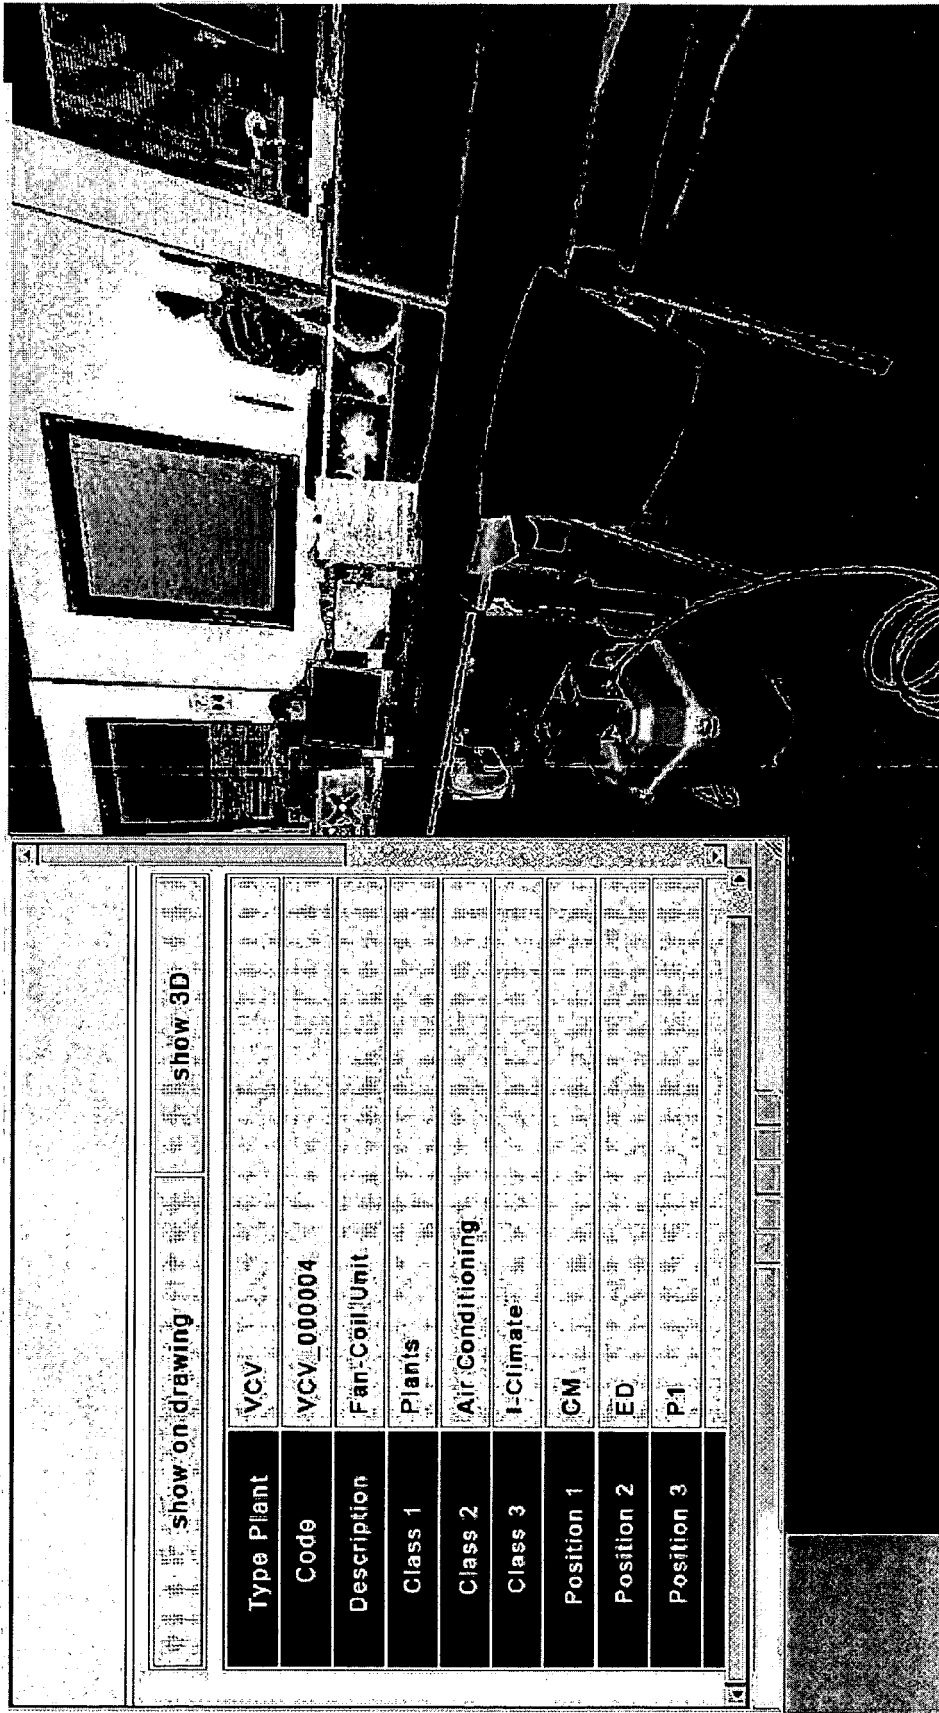 show on drawing show 3D
Type Plant VCV
Code VCV_000004
Description Fan-Coil Unit
Class 1 Plants
Class 2 Air Conditioning
Class 3 I-Climate
Position 1 CM
Position 2 ED
Position 3 P1